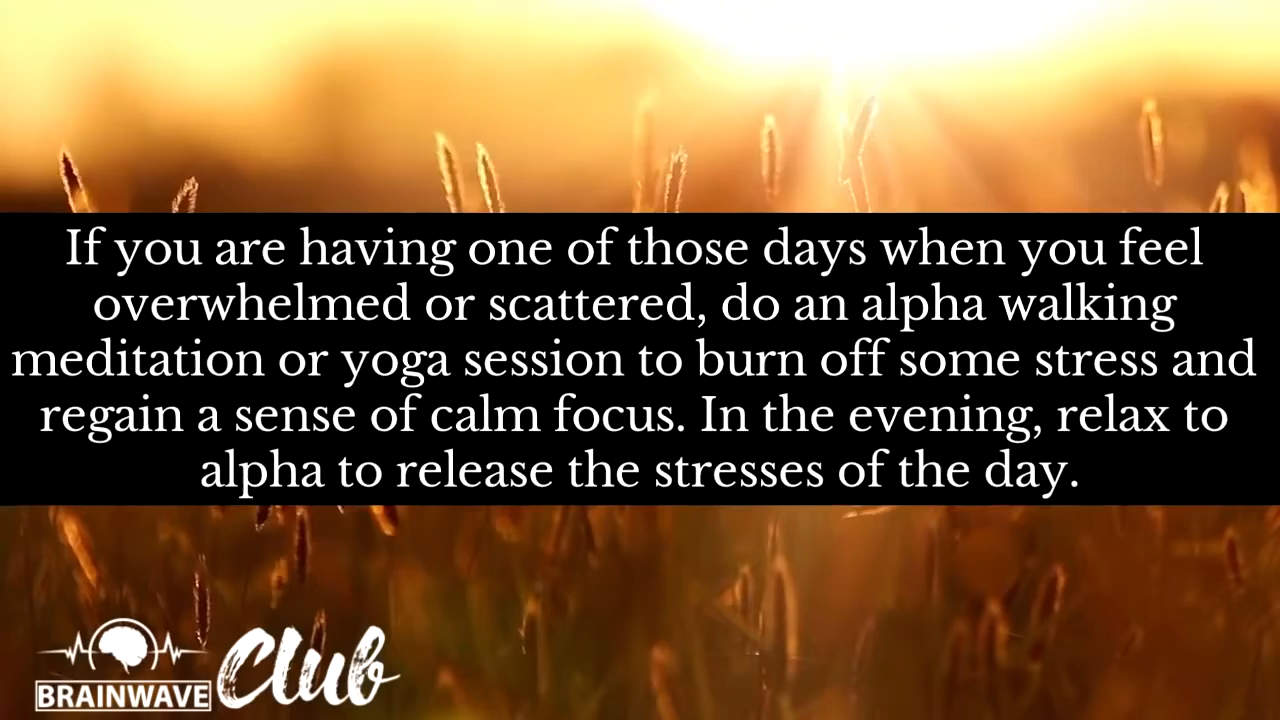 If you are having one of those days when you feel
overwhelmed or scattered, do an alpha walking
meditation or yoga session to burn off some stress and
regain a sense of calm focus. In the evening, relax to
alpha to release the stresses of the day.
BRAINWAVE Club